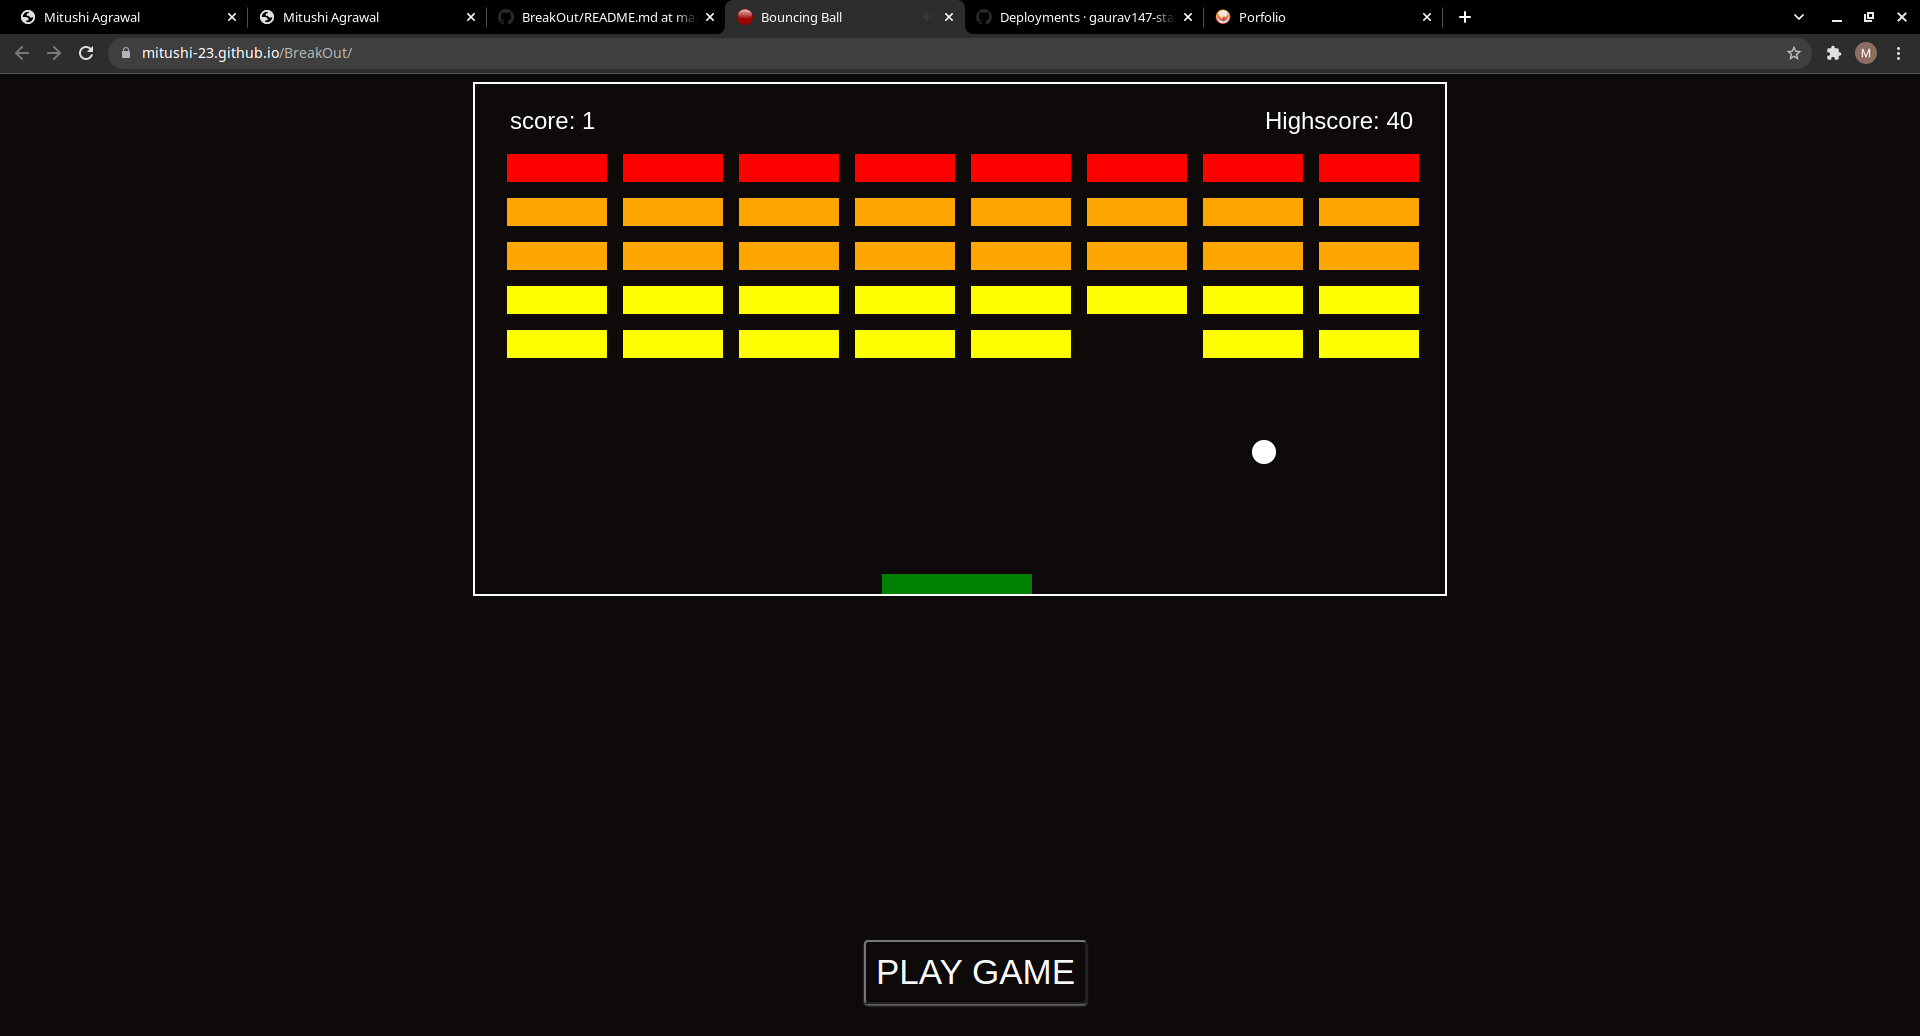 Mitushi Agrawal
Mitushi Agrawal
BreakOut/README.md at ma
Bouncing Ball
Deployments · gaurav147-sta
Porfolio
mitushi-23.github.io/BreakOut/
M
score: 1
Highscore: 40
PLAY GAME